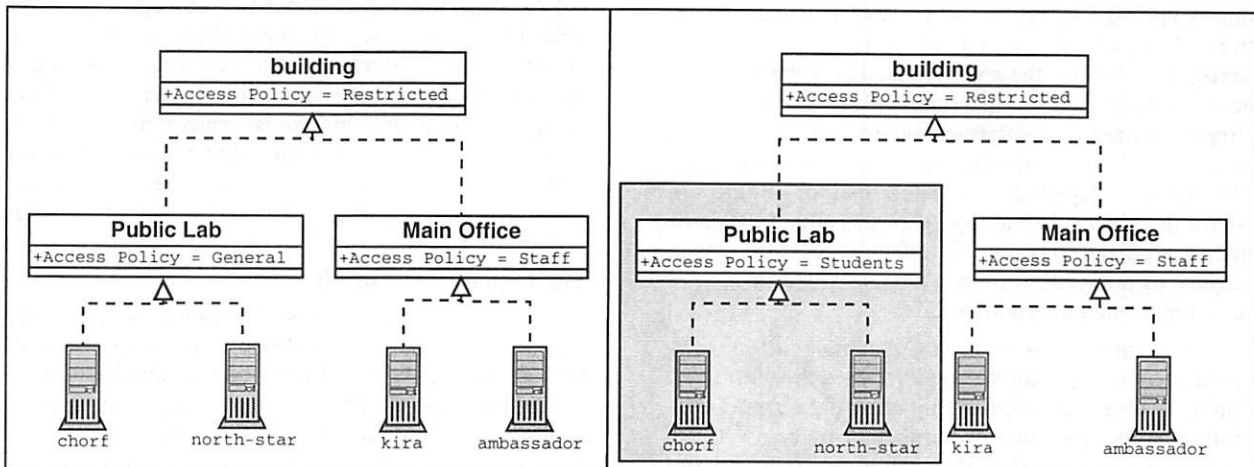 building
+Access Policy = Restricted
Public Lab
+Access Policy = General
Main Office
+Access Policy = Staff
chorf
north-star
kira
ambassador
building
+Access Policy = Restricted
Public Lab
+Access Policy = Students
Main Office
+Access Policy = Staff
chorf
north-star
kira
ambassador